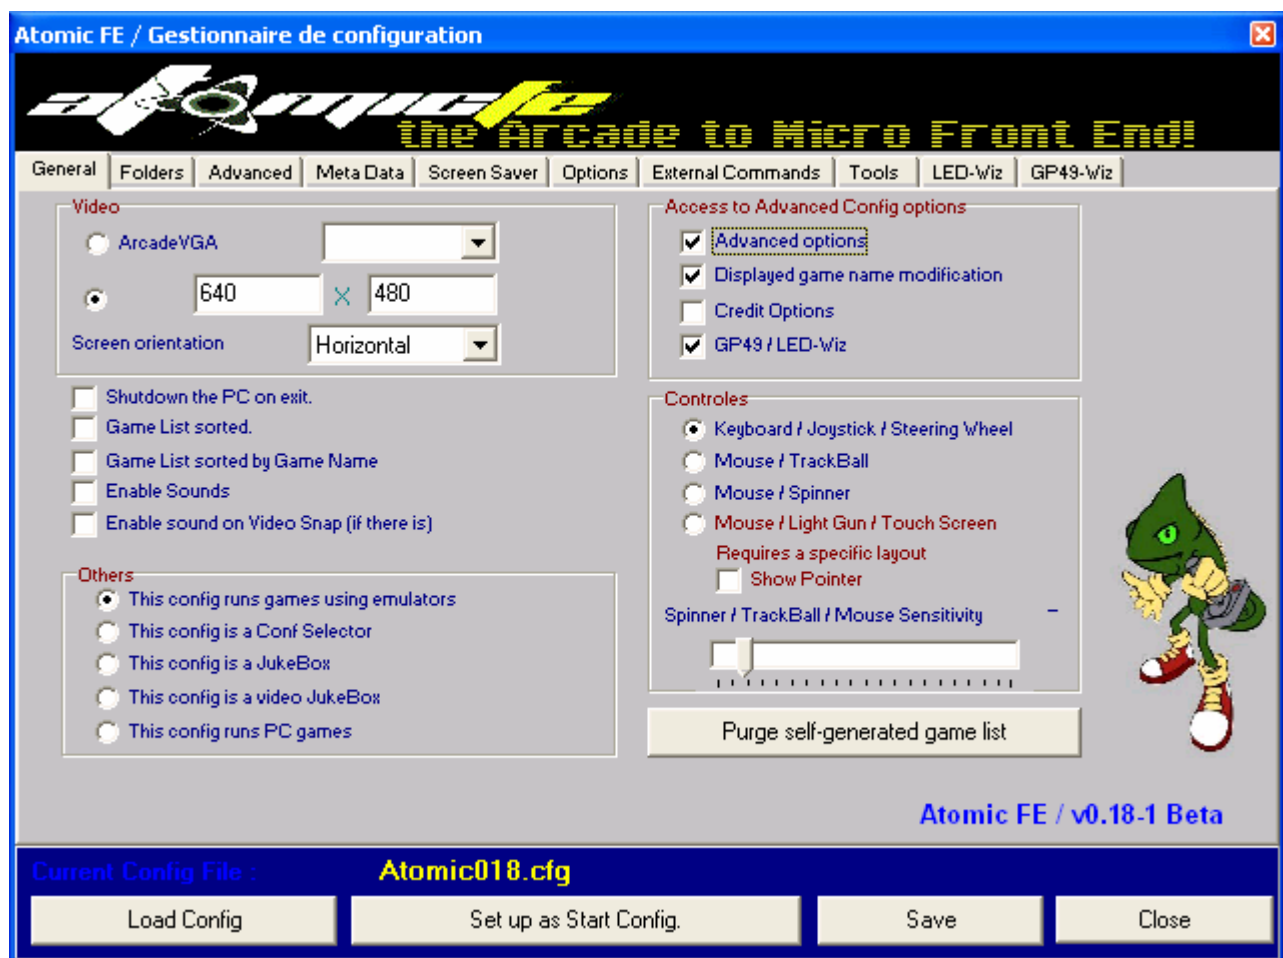 Atomic FE / Gestionnaire de configuration
atomicfe
the Arcade to Micro Front End!
General Folders Advanced Meta Data Screen Saver Options External Commands Tools LED-Wiz GP49-Wiz
Video
ArcadeVGA
640 X 480
Screen orientation Horizontal
Shutdown the PC on exit.
Game List sorted.
Game List sorted by Game Name
Enable Sounds
Enable sound on Video Snap (if there is)
Others
This config runs games using emulators
This config is a Conf Selector
This config is a JukeBox
This config is a video JukeBox
This config runs PC games
Access to Advanced Config options
Advanced options
Displayed game name modification
Credit Options
GP49 / LED-Wiz
Controles
Keyboard / Joystick / Steering Wheel
Mouse / TrackBall
Mouse / Spinner
Mouse / Light Gun / Touch Screen
Requires a specific layout
Show Pointer
Spinner / TrackBall / Mouse Sensitivity –
Purge self-generated game list
Atomic FE / v0.18-1 Beta
Current Config File : Atomic018.cfg
Load Config Set up as Start Config. Save Close